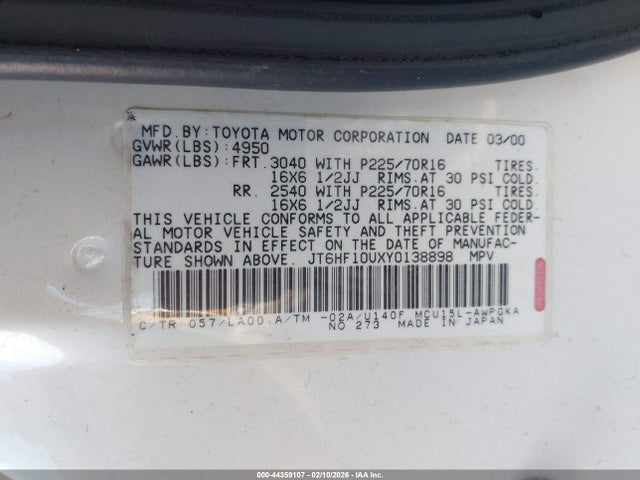 MFD.BY:TOYOTA MOTOR CORPORATION DATE 03/00
GVWR(LBS):4950
GAWR(LBS):FRT.3040 WITH P225/70R16 TIRES.
16X6 1/2JJ RIMS.AT 30 PSI COLD.
RR. 2540 WITH P225/70R16 TIRES.
16X6 1/2JJ RIMS.AT 30 PSI COLD.
THIS VEHICLE CONFORMS TO ALL APPLICABLE FEDER-
AL MOTOR VEHICLE SAFETY AND THEFT PREVENTION
STANDARDS IN EFFECT ON THE DATE OF MANUFAC-
TURE SHOWN ABOVE. JT6HF10UXY0138898 MPV
C/TR 057/LA00.A/TM -02A/U140F MCU15L-AWPGKA
NO.273 MADE IN JAPAN
000-44359107 - 02/10/2026 - IAAI.CA